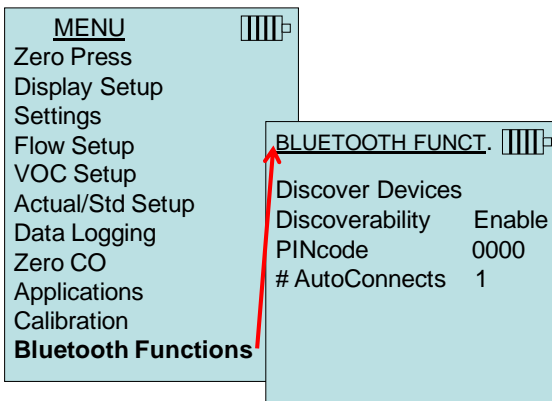 MENU
Zero Press
Display Setup
Settings
Flow Setup
VOC Setup
Actual/Std Setup
Data Logging
Zero CO
Applications
Calibration
Bluetooth Functions
BLUETOOTH FUNCT.
Discover Devices
Discoverability Enable
PINcode 0000
# AutoConnects 1